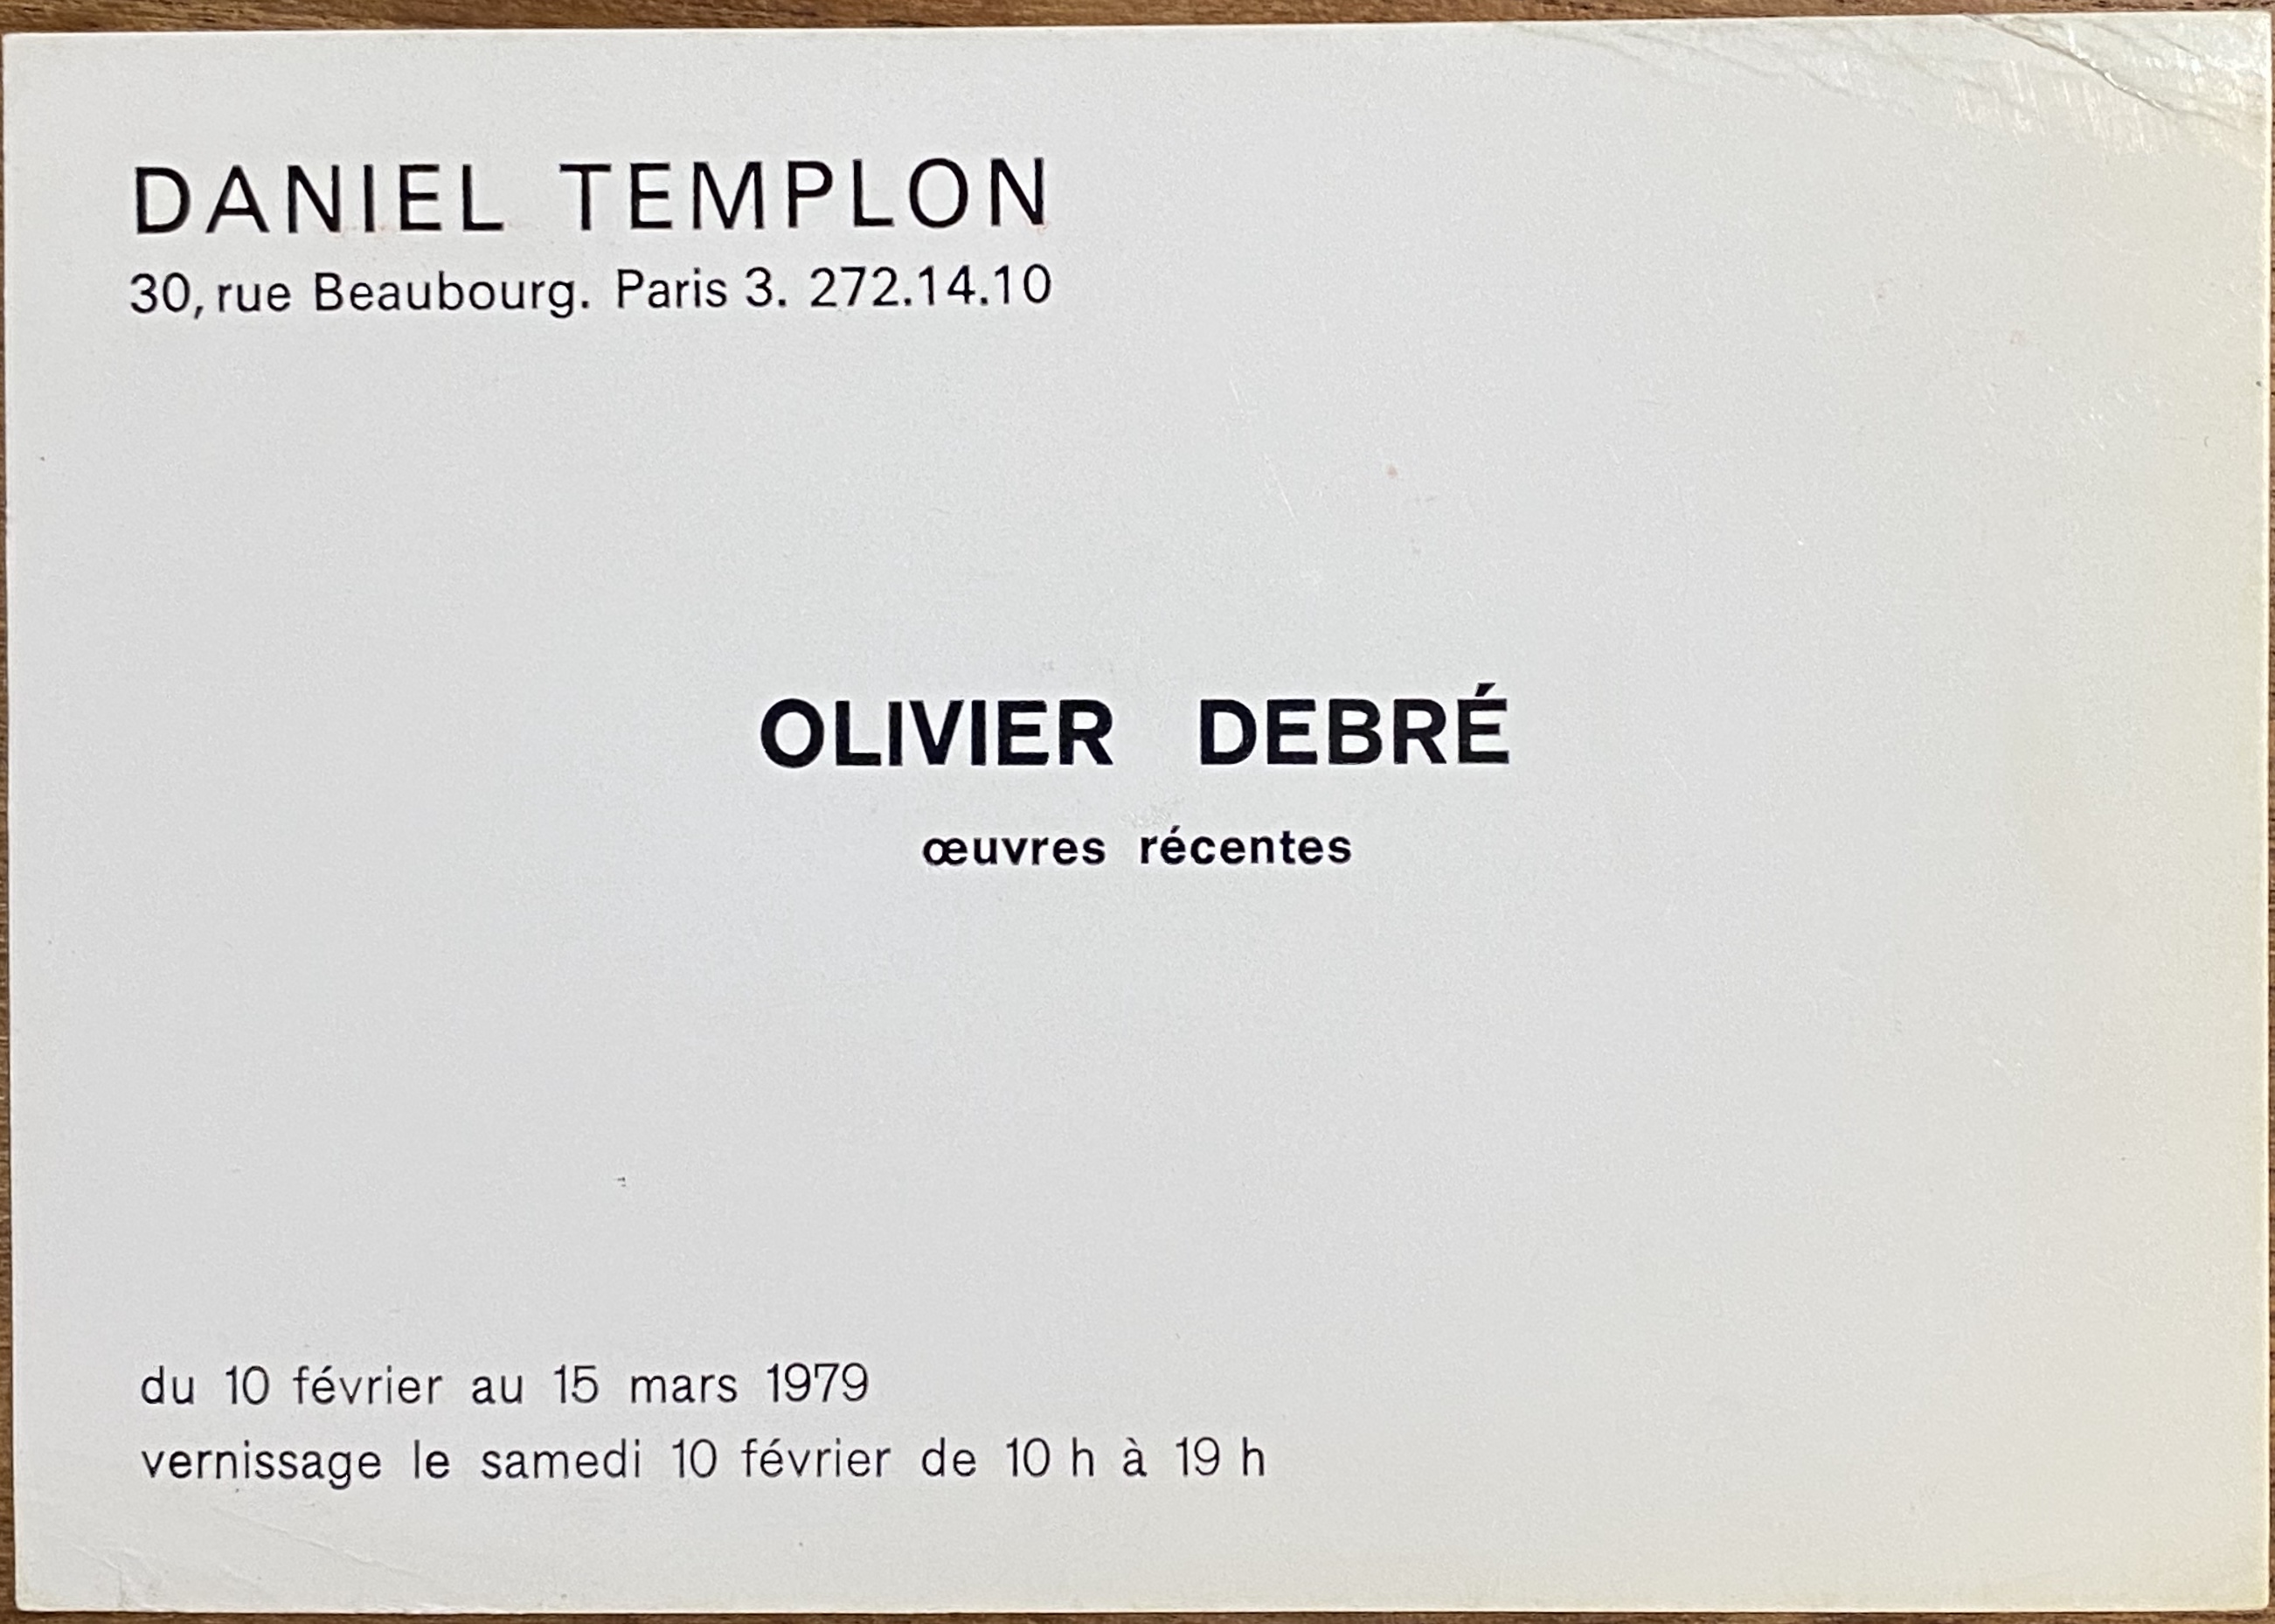 DANIEL TEMPLON
30, rue Beaubourg. Paris 3. 272.14.10
OLIVIER DEBRÉ
œuvres récentes
du 10 février au 15 mars 1979
vernissage le samedi 10 février de 10 h à 19 h